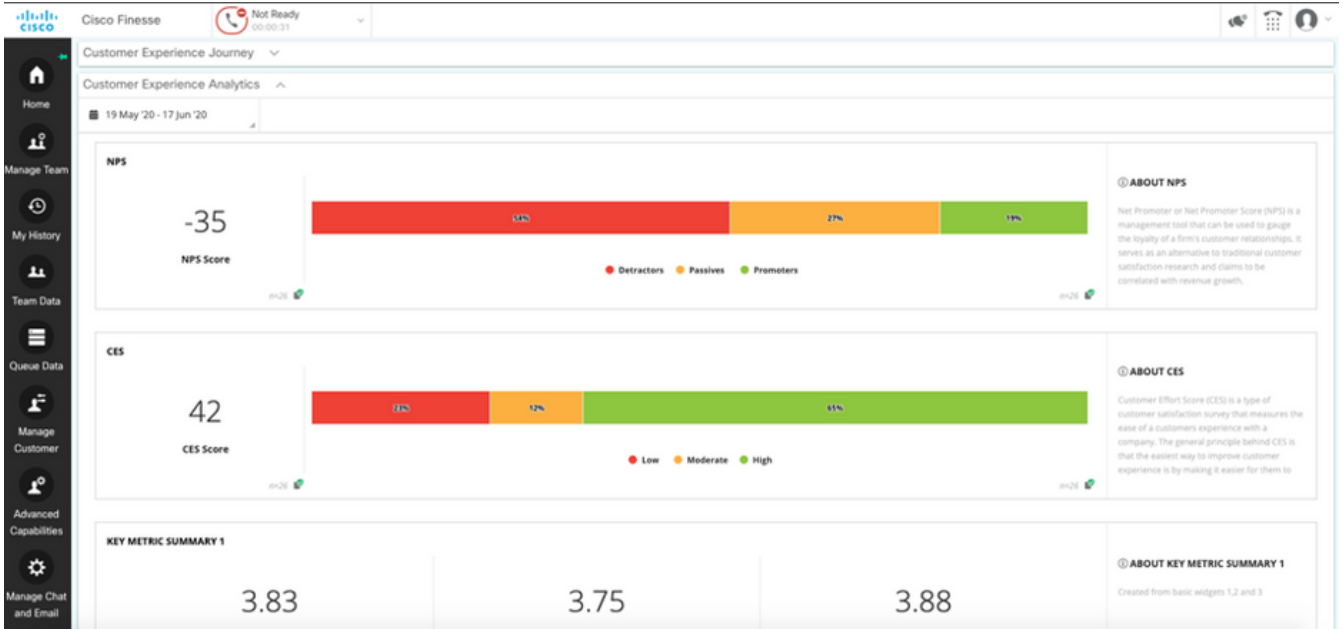 cisco
Cisco Finesse
Not Ready
00:00:31
Home
Manage Team
My History
Team Data
Queue Data
Manage
Customer
Advanced
Capabilities
Manage Chat
and Email
Customer Experience Journey
Customer Experience Analytics
19 May '20 - 17 Jun '20
NPS
-35
NPS Score
n=26
54%
27%
19%
Detractors
Passives
Promoters
n=26
ABOUT NPS
Net Promoter or Net Promoter Score (NPS) is a
management tool that can be used to gauge
the loyalty of a firm's customer relationships. It
serves as an alternative to traditional customer
satisfaction research and claims to be
correlated with revenue growth.
CES
42
CES Score
n=26
23%
12%
65%
Low
Moderate
High
n=26
ABOUT CES
Customer Effort Score (CES) is a type of
customer satisfaction survey that measures the
ease of a customers experience with a
company. The general principle behind CES is
that the easiest way to improve customer
experience is by making it easier for them to
KEY METRIC SUMMARY 1
3.83
3.75
3.88
ABOUT KEY METRIC SUMMARY 1
Created from basic widgets 1,2 and 3